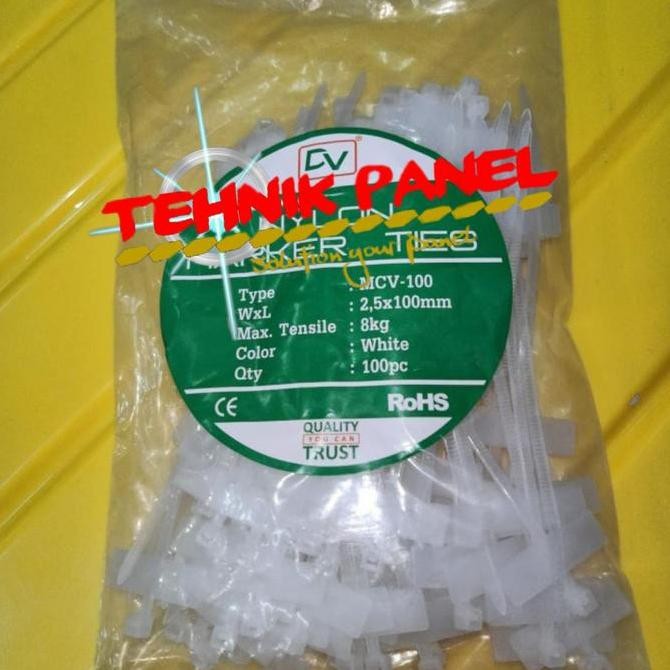 CV
TEHNIK PANEL
NYLON
MARKER TIES
Solution your panel
Type : MCV-100
WxL : 2,5x100mm
Max. Tensile : 8kg
Color : White
Qty : 100pc
CE RoHS
QUALITY
YOU CAN
TRUST